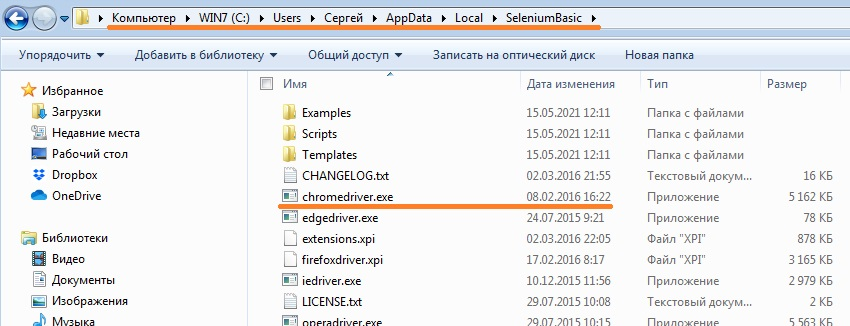 Компьютер ▸ WIN7 (C:) ▸ Users ▸ Сергей ▸ AppData ▸ Local ▸ SeleniumBasic ▸
Упорядочить Добавить в библиотеку Общий доступ Записать на оптический диск Новая папка
Избранное
Загрузки
Недавние места
Рабочий стол
Dropbox
OneDrive
Библиотеки
Видео
Документы
Изображения
Музыка
Имя Дата изменения Тип Размер
Examples 15.05.2021 12:11 Папка с файлами
Scripts 15.05.2021 12:11 Папка с файлами
Templates 15.05.2021 12:11 Папка с файлами
CHANGELOG.txt 02.03.2016 21:55 Текстовый докум... 16 КБ
chromedriver.exe 08.02.2016 16:22 Приложение 5 162 КБ
edgedriver.exe 24.07.2015 9:21 Приложение 78 КБ
extensions.xpi 02.03.2016 22:05 Файл "XPI" 878 КБ
firefoxdriver.xpi 17.02.2016 8:17 Файл "XPI" 3 165 КБ
iedriver.exe 10.12.2015 11:56 Приложение 2 979 КБ
LICENSE.txt 29.07.2015 10:08 Текстовый докум... 2 КБ
operadriver.exe 29.07.2015 10:01 Приложение 4 796 КБ